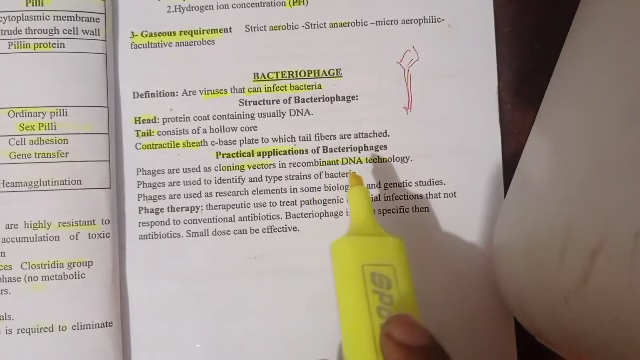 Pilli
cytoplasmic membrane
trude through cell wall
Pillin protein
Ordinary pilli
Sex Pilli
Cell adhesion
Gene transfer
Heamagglutination
are highly resistant to
accumulation of toxic
n
ces Clostridia group
phase (no metabolic
rs.
als.
is required to eliminate
2.Hydrogen ion concentration (PH)
3- Gaseous requirement Strict aerobic -Strict anaerobic –micro aerophilic-
facultative anaerobes
BACTERIOPHAGE
Definition: Are viruses that can infect bacteria
Structure of Bacteriophage:
Head: protein coat containing usually DNA.
Tail: consists of a hollow core
Contractile sheath c-base plate to which tail fibers are attached.
Practical applications of Bacteriophages
Phages are used as cloning vectors in recombinant DNA technology.
Phages are used to identify and type strains of bacteria
Phages are used as research elements in some and genetic studies.
Phage therapy: therapeutic use to treat pathogenic infections that not
respond to conventional antibiotics. Bacteriophage specific then
antibiotics. Small dose can be effective.